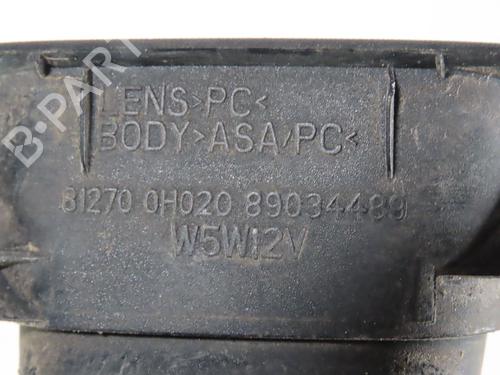 LENS>PC<
BODY>ASA/PC<
81270 0H020 89034489
W5W12V
B-PARTS